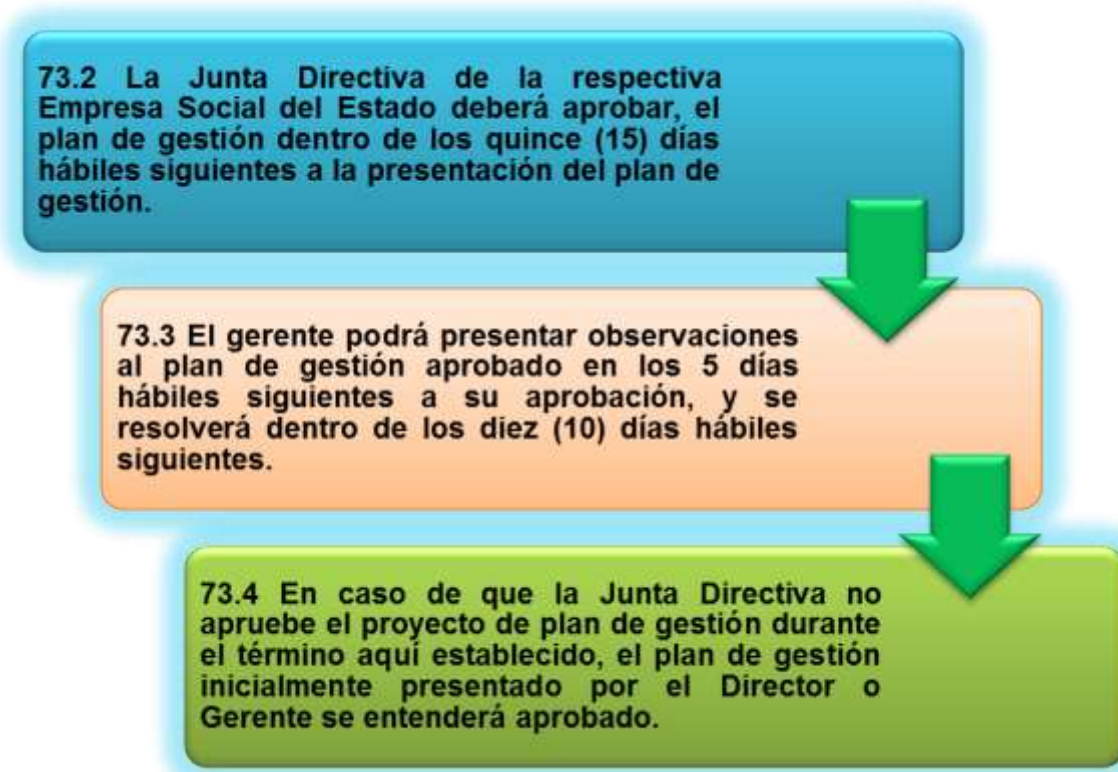 73.2 La Junta Directiva de la respectiva
Empresa Social del Estado deberá aprobar, el
plan de gestión dentro de los quince (15) días
hábiles siguientes a la presentación del plan de
gestión.
73.3 El gerente podrá presentar observaciones
al plan de gestión aprobado en los 5 días
hábiles siguientes a su aprobación, y se
resolverá dentro de los diez (10) días hábiles
siguientes.
73.4 En caso de que la Junta Directiva no
apruebe el proyecto de plan de gestión durante
el término aquí establecido, el plan de gestión
inicialmente presentado por el Director o
Gerente se entenderá aprobado.